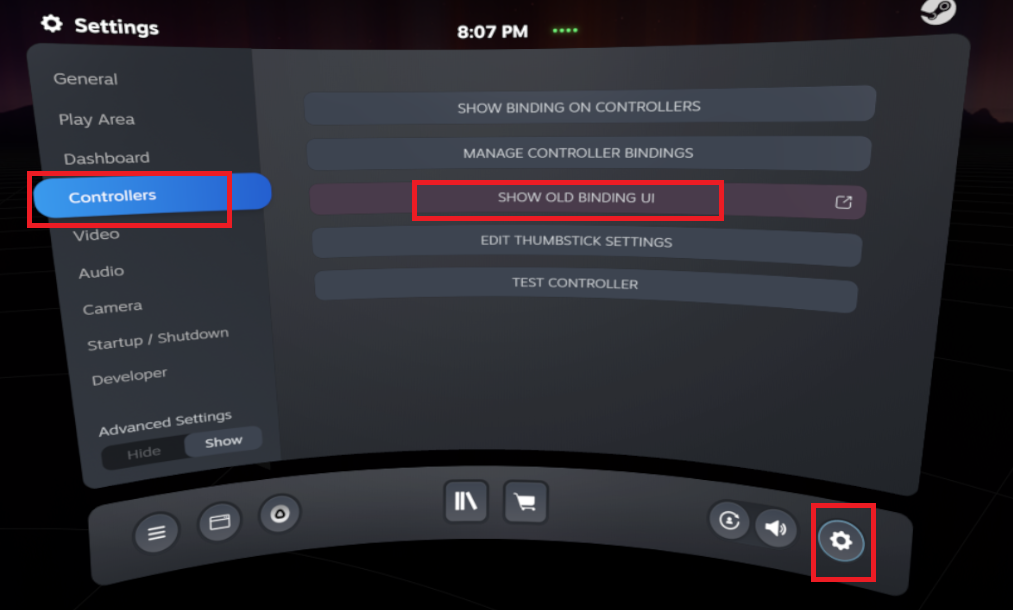 Settings
8:07 PM
General
Play Area
Dashboard
Controllers
Video
Audio
Camera
Startup / Shutdown
Developer
Advanced Settings
Hide
Show
SHOW BINDING ON CONTROLLERS
MANAGE CONTROLLER BINDINGS
SHOW OLD BINDING UI
EDIT THUMBSTICK SETTINGS
TEST CONTROLLER